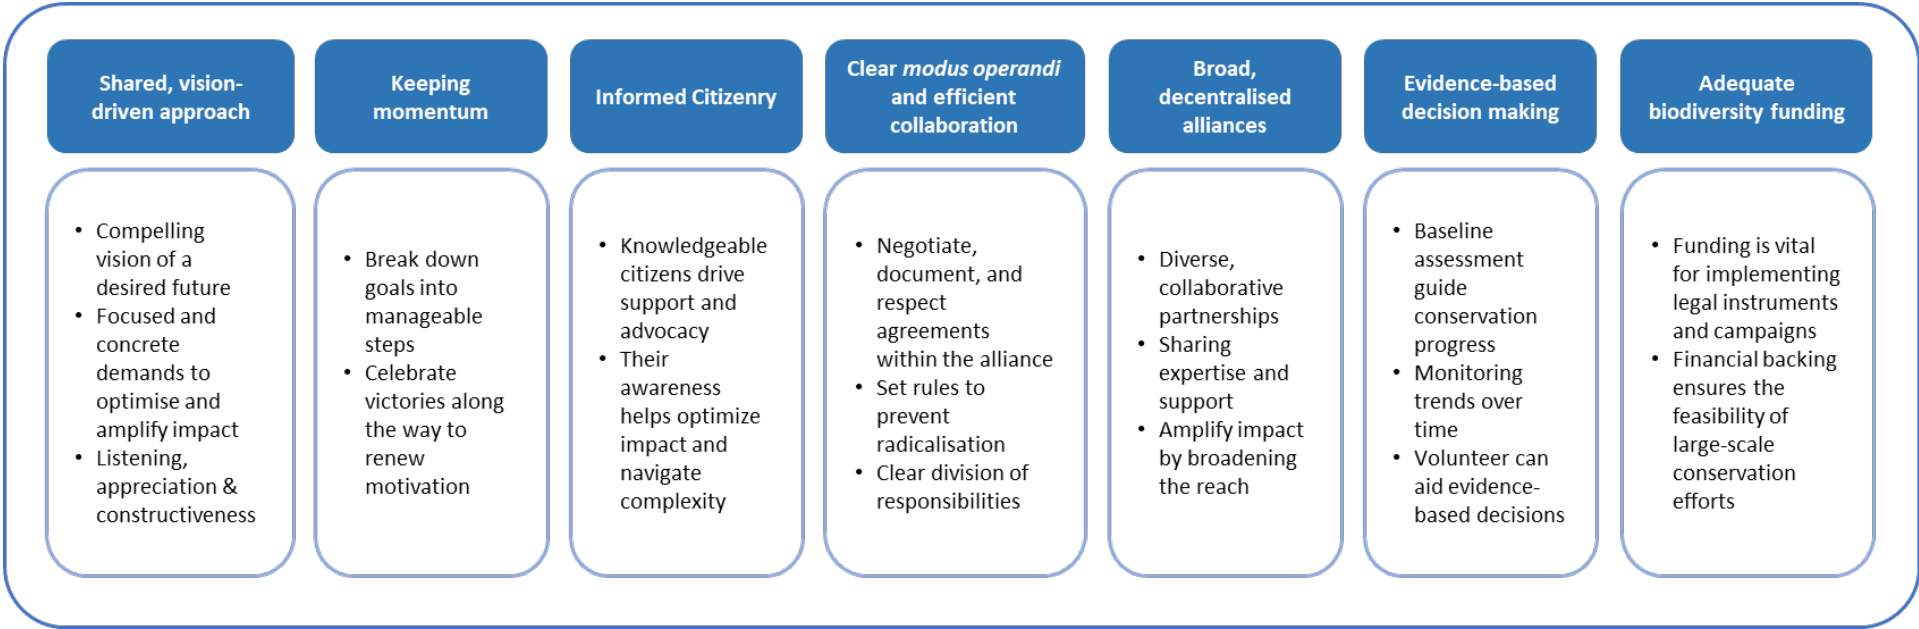 Shared, vision-
driven approach
• Compelling
vision of a
desired future
• Focused and
concrete
demands to
optimise and
amplify impact
• Listening,
appreciation &
constructiveness
Keeping
momentum
• Break down
goals into
manageable
steps
• Celebrate
victories along
the way to
renew
motivation
Informed Citizenry
• Knowledgeable
citizens drive
support and
advocacy
• Their
awareness
helps optimize
impact and
navigate
complexity
Clear modus operandi
and efficient
collaboration
• Negotiate,
document, and
respect
agreements
within the alliance
• Set rules to
prevent
radicalisation
• Clear division of
responsibilities
Broad,
decentralised
alliances
• Diverse,
collaborative
partnerships
• Sharing
expertise and
support
• Amplify impact
by broadening
the reach
Evidence-based
decision making
• Baseline
assessment
guide
conservation
progress
• Monitoring
trends over
time
• Volunteer can
aid evidence-
based decisions
Adequate
biodiversity funding
• Funding is vital
for implementing
legal instruments
and campaigns
• Financial backing
ensures the
feasibility of
large-scale
conservation
efforts